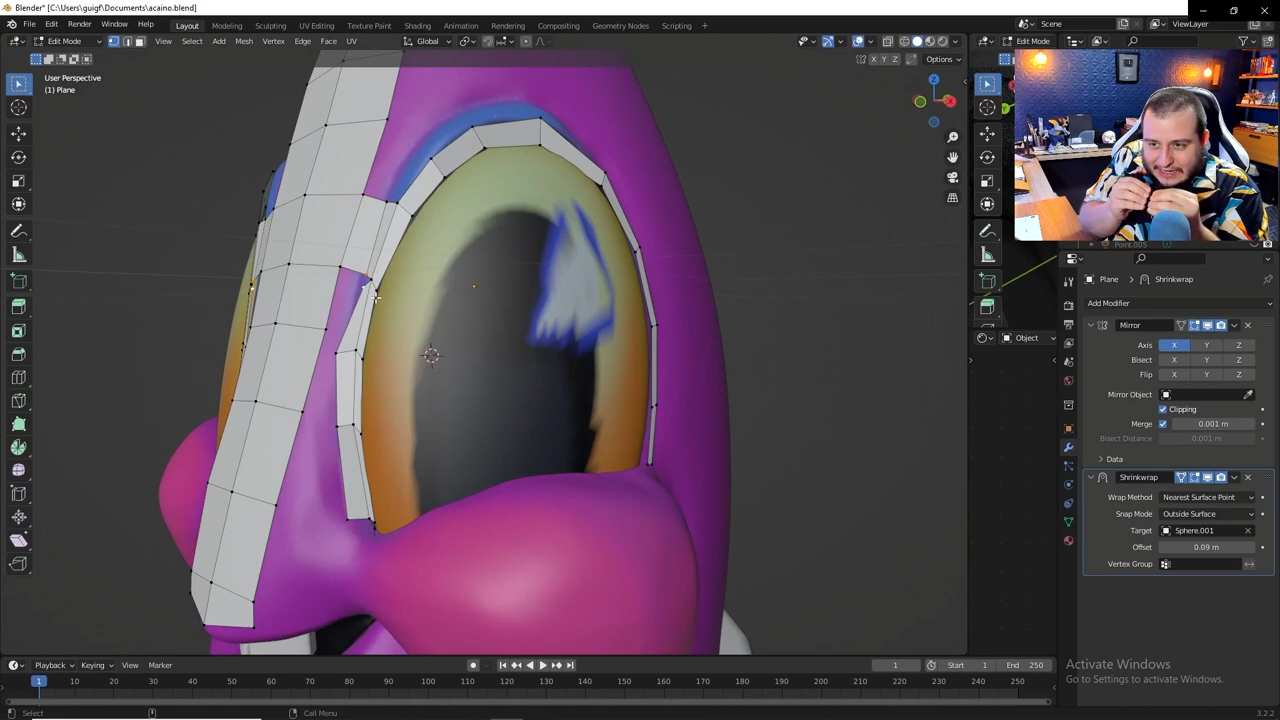 Blender* [C:\Users\guigf\Documents\acaino.blend]
File Edit Render Window Help Layout Modeling Sculpting UV Editing Texture Paint Shading Animation Rendering Compositing Geometry Nodes Scripting + Scene ViewLayer
Edit Mode View Select Add Mesh Vertex Edge Face UV Global Edit Mode
X Y Z Options
User Perspective
(1) Plane
Z
X
Point.005
Plane > Shrinkwrap
Add Modifier
Mirror
Axis X Y Z
Bisect X Y Z
Flip X Y Z
Mirror Object
Clipping
Merge 0.001 m
Bisect Distance 0.001 m
Data
Shrinkwrap
Wrap Method Nearest Surface Point
Snap Mode Outside Surface
Target Sphere.001
Offset 0.09 m
Vertex Group
Object
Playback Keying View Marker 1 Start 1 End 250
1 10 20 30 40 50 60 70 80 90 100 110 120 130 140 150 160 170 180 190 200 210 220 230 240 250
Activate Windows
Go to Settings to activate Windows.
Select Call Menu 3.2.2